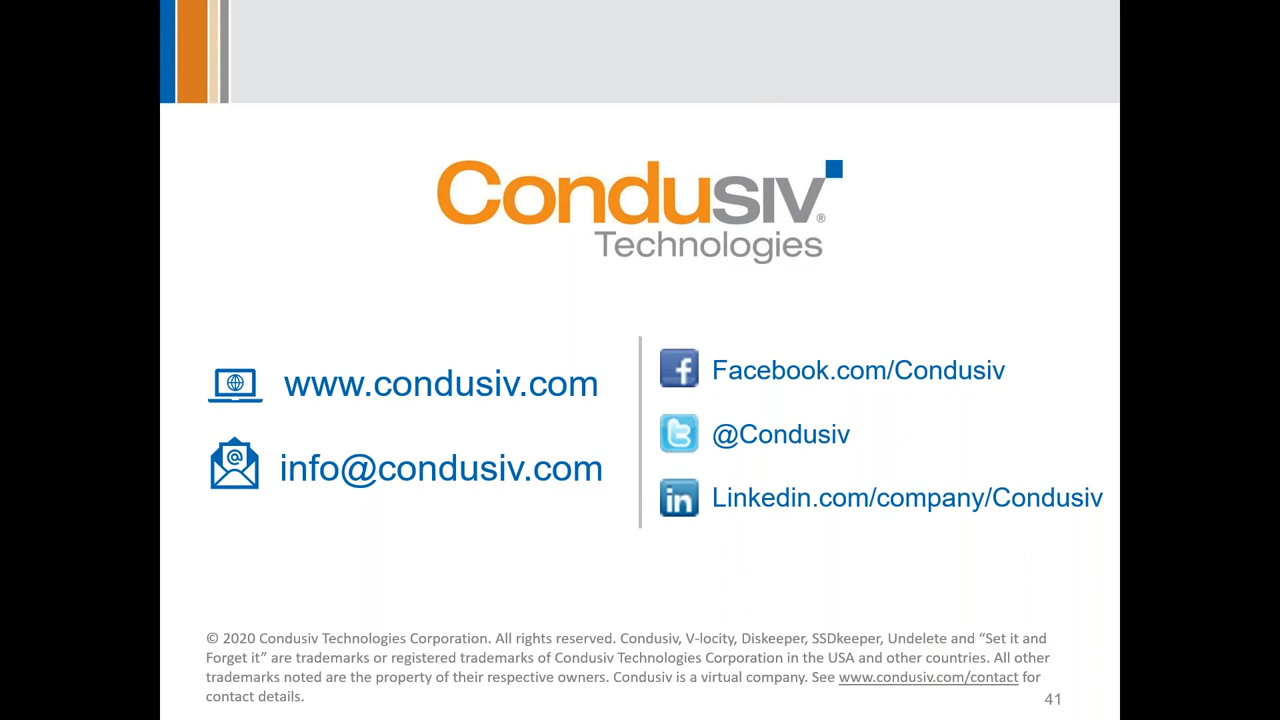 Condusiv®
Technologies
www.condusiv.com
info@condusiv.com
Facebook.com/Condusiv
@Condusiv
Linkedin.com/company/Condusiv
© 2020 Condusiv Technologies Corporation. All rights reserved. Condusiv, V-locity, Diskeeper, SSDkeeper, Undelete and “Set it and
Forget it” are trademarks or registered trademarks of Condusiv Technologies Corporation in the USA and other countries. All other
trademarks noted are the property of their respective owners. Condusiv is a virtual company. See www.condusiv.com/contact for
contact details.
41